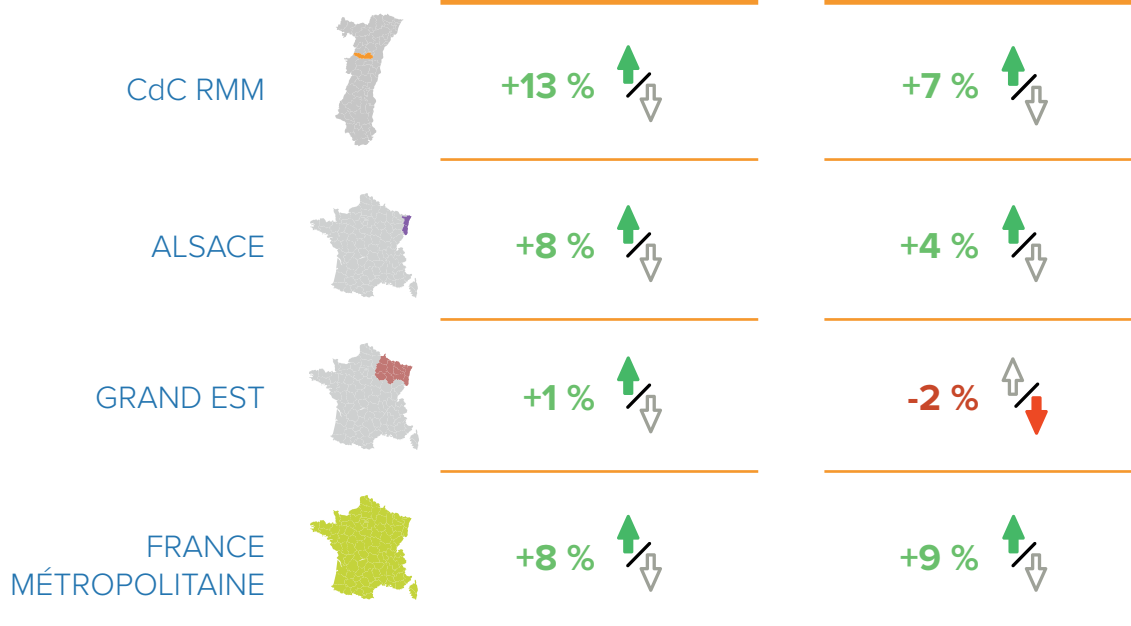 CdC RMM
+13 %
+7 %
ALSACE
+8 %
+4 %
GRAND EST
+1 %
-2 %
FRANCE
MÉTROPOLITAINE
+8 %
+9 %